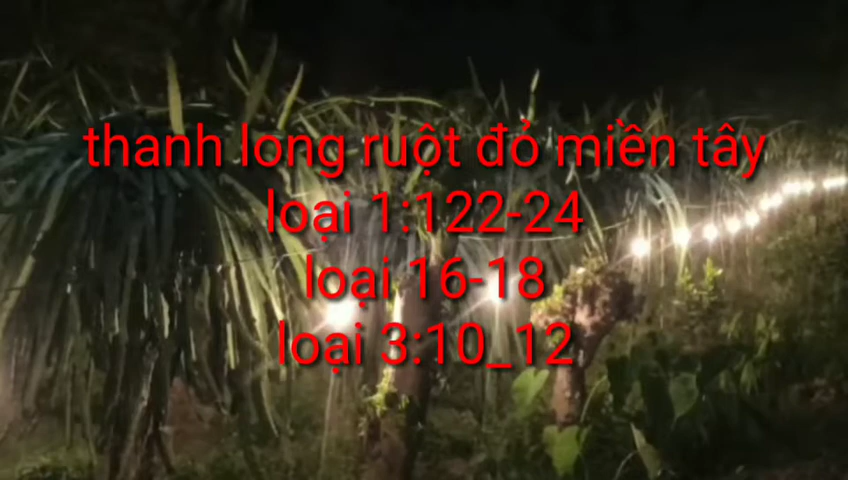 thanh long ruột đỏ miền tây
loại 1:122-24
loại 16-18
loại 3:10_12